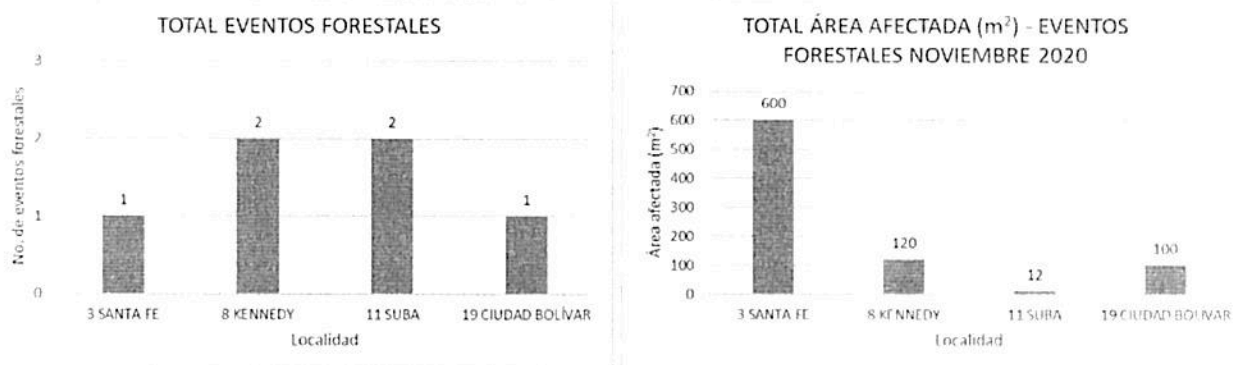 TOTAL EVENTOS FORESTALES
No. de eventos forestales
3
2
1
0
1
2
2
1
3 SANTA FE
8 KENNEDY
11 SUBA
19 CIUDAD BOLÍVAR
Localidad
TOTAL ÁREA AFECTADA (m²) - EVENTOS
FORESTALES NOVIEMBRE 2020
Área afectada (m²)
700
600
500
400
300
200
100
0
600
120
12
100
3 SANTA FE
8 KENNEDY
11 SUBA
19 CIUDAD BOLIVAR
Localidad